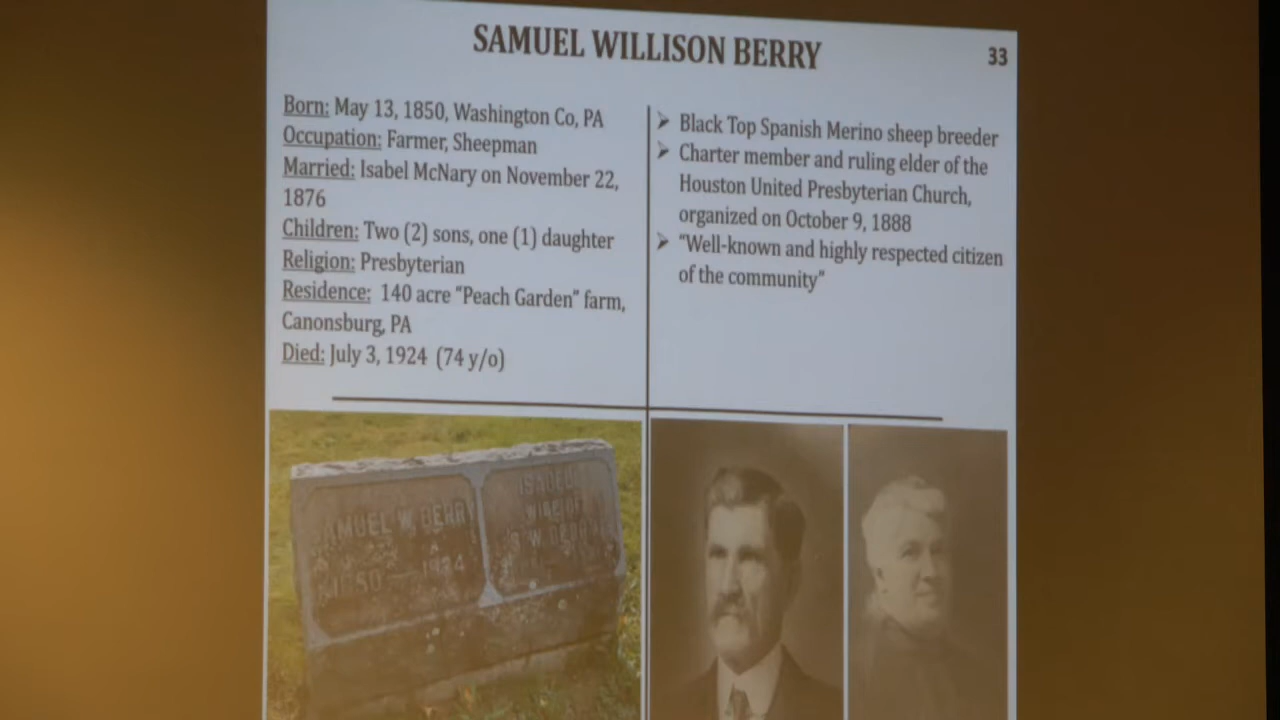 SAMUEL WILLISON BERRY
33
Born: May 13, 1850, Washington Co, PA
Occupation: Farmer, Sheepman
Married: Isabel McNary on November 22,
1876
Children: Two (2) sons, one (1) daughter
Religion: Presbyterian
Residence: 140 acre “Peach Garden” farm,
Canonsburg, PA
Died: July 3, 1924 (74 y/o)
➤ Black Top Spanish Merino sheep breeder
➤ Charter member and ruling elder of the
Houston United Presbyterian Church,
organized on October 9, 1888
➤ “Well-known and highly respected citizen
of the community”
SAMUEL W. BERRY
1850 — 1924
WIFE OF